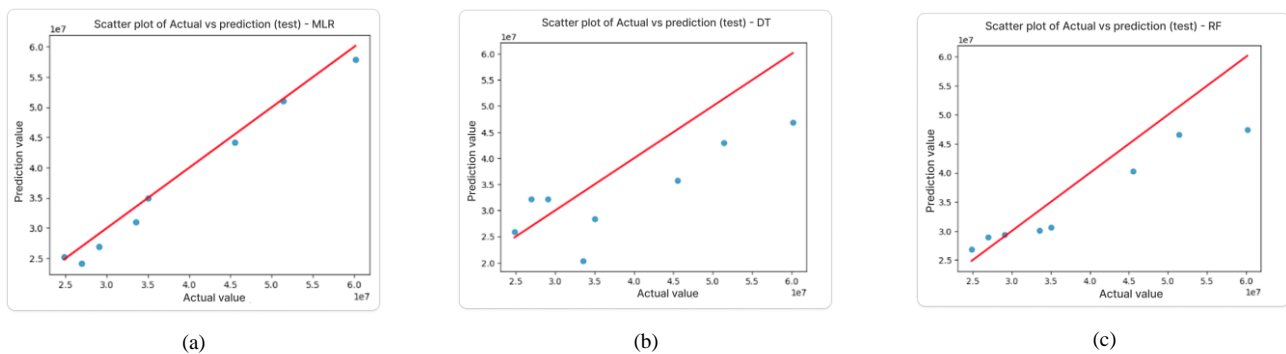 Scatter plot of Actual vs prediction (test) - MLR
1e7
6.0
5.5
5.0
4.5
4.0
3.5
3.0
2.5
Prediction value
2.5 3.0 3.5 4.0 4.5 5.0 5.5 6.0
Actual value
1e7
(a)
Scatter plot of Actual vs prediction (test) - DT
1e7
6.0
5.5
5.0
4.5
4.0
3.5
3.0
2.5
2.0
Prediction value
2.5 3.0 3.5 4.0 4.5 5.0 5.5 6.0
Actual value
1e7
(b)
Scatter plot of Actual vs prediction (test) - RF
1e7
6.0
5.5
5.0
4.5
4.0
3.5
3.0
2.5
Prediction value
2.5 3.0 3.5 4.0 4.5 5.0 5.5 6.0
Actual value
1e7
(c)